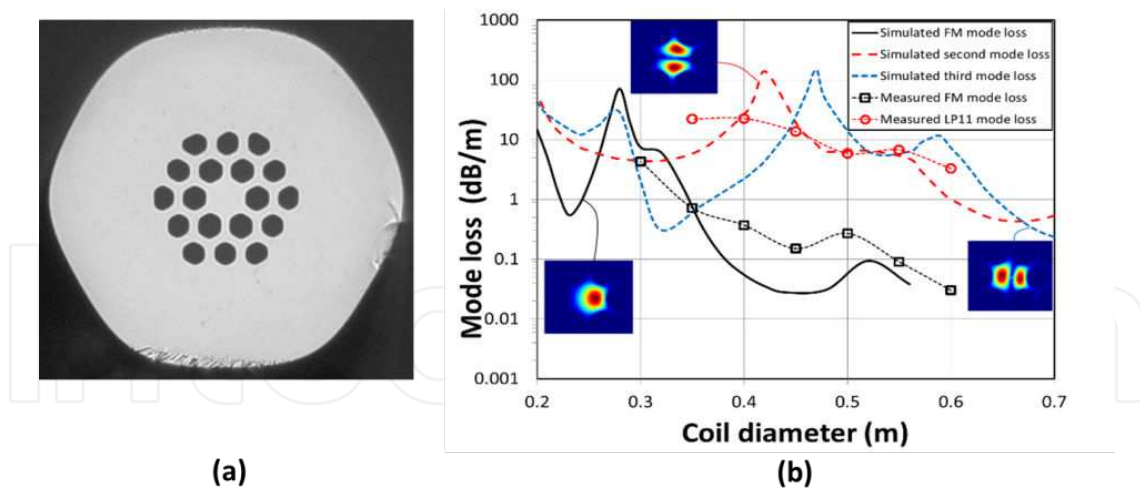 1000
100
10
1
0.1
0.01
0.001
Mode loss (dB/m)
Simulated FM mode loss
Simulated second mode loss
Simulated third mode loss
Measured FM mode loss
Measured LP11 mode loss
0.2 0.3 0.4 0.5 0.6 0.7
Coil diameter (m)
(a) (b)